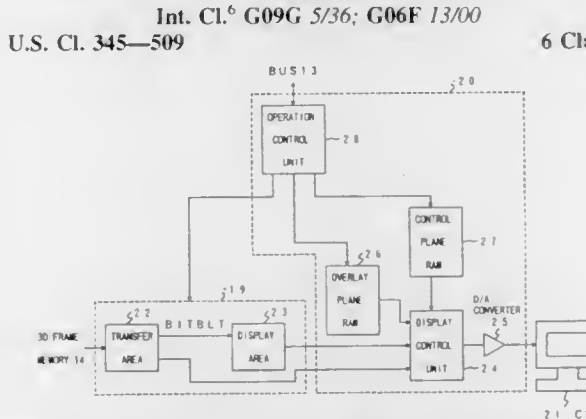 Int. Cl.⁶ G09G 5/36; G06F 13/00
U.S. Cl. 345—509
6 Cl
BUS13
20
OPERATION
CONTROL
UNIT
28
CONTROL
PLANE
RAM
27
26
OVERLAY
PLANE
RAM
19
22
TRANSFER
AREA
BITBLT
23
DISPLAY
AREA
3D FRAME
MEMORY 14
DISPLAY
CONTROL
UNIT
24
D/A
CONVERTER
25
21 C